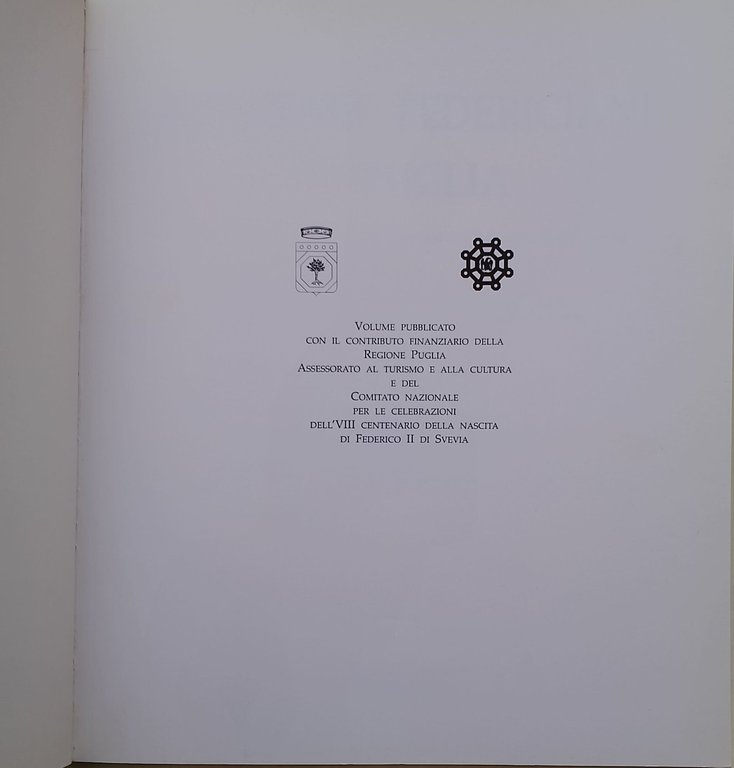 Volume pubblicato
con il contributo finanziario della
Regione Puglia
Assessorato al turismo e alla cultura
e del
Comitato nazionale
per le celebrazioni
dell'VIII centenario della nascita
di Federico II di Svevia